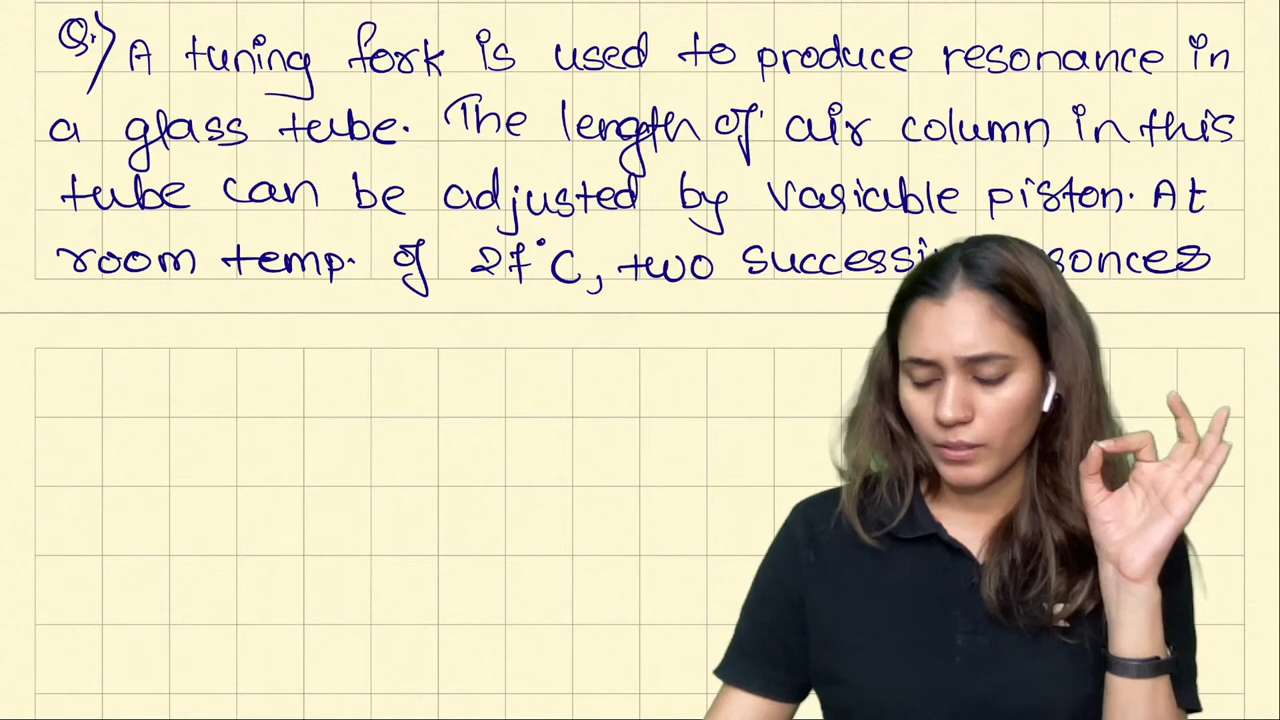 Q.) A tuning fork is used to produce resonance in
a glass tube. The length of air column in this
tube can be adjusted by variable piston. At
room temp. of 27°C, two